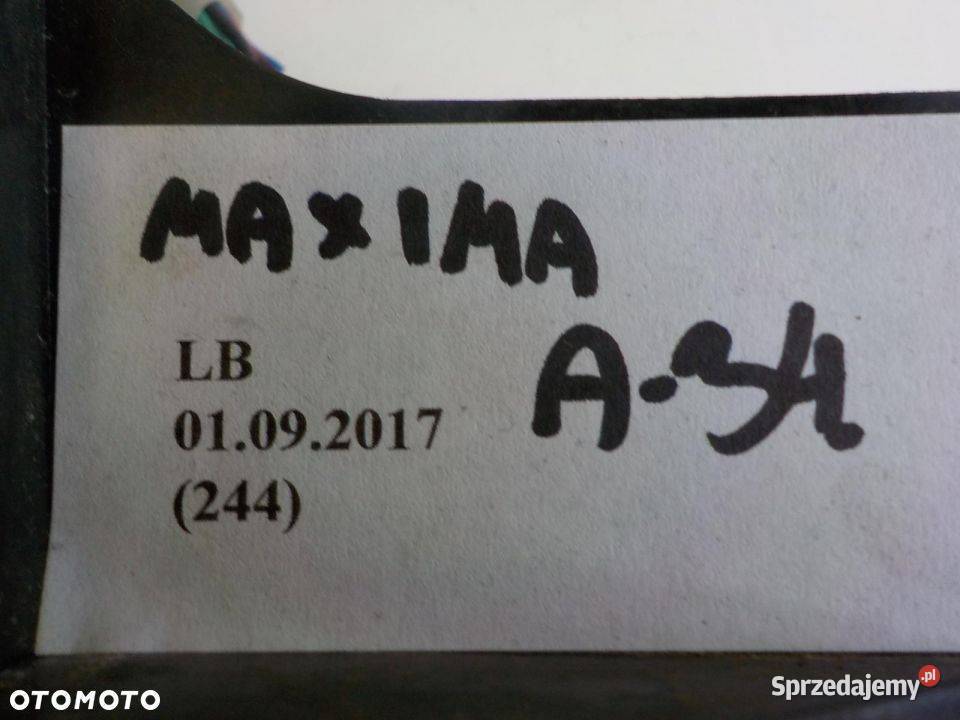 MAXIMA
A-34
LB
01.09.2017
(244)
OTOMOTO
Sprzedajemy.pl